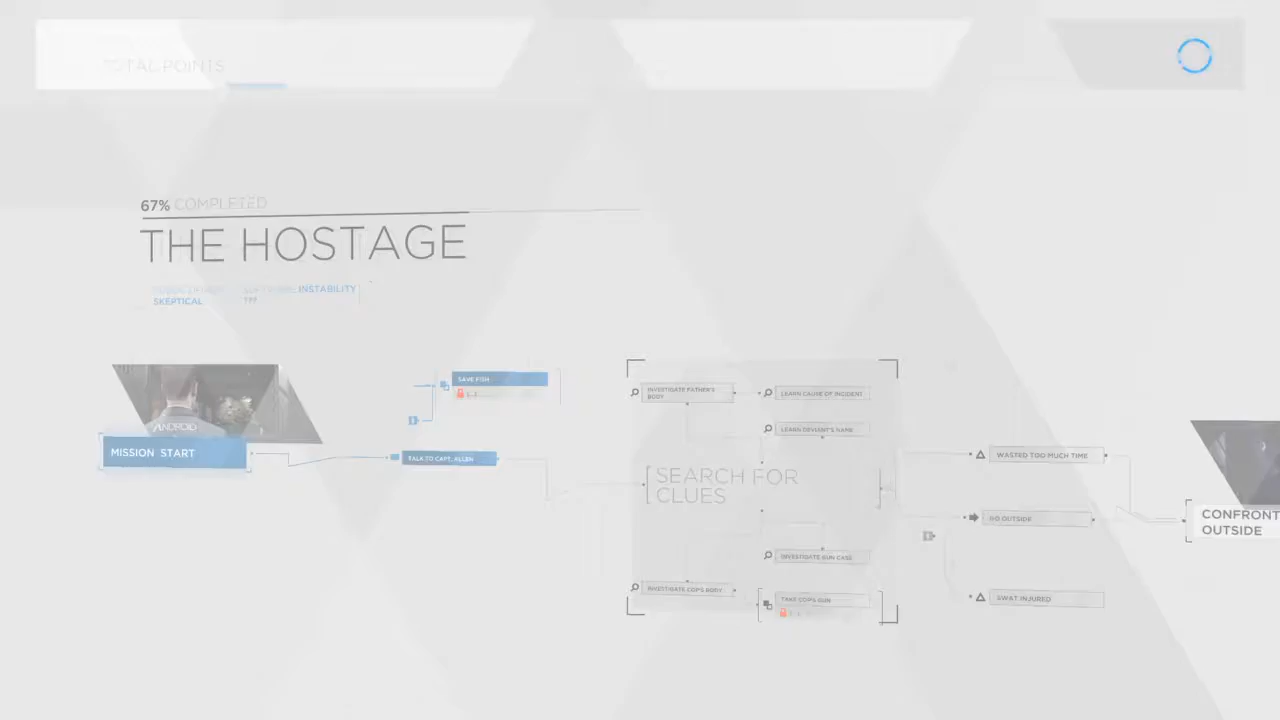 TOTAL POINTS
67% COMPLETED
THE HOSTAGE
SOFTWARE INSTABILITY
SKEPTICAL
ANDROID
MISSION START
SAVE FISH
TALK TO CAPT. ALLEN
INVESTIGATE FATHER'S
BODY
LEARN CAUSE OF INCIDENT
LEARN DEVIANT'S NAME
SEARCH FOR
CLUES
INVESTIGATE GUN CASE
INVESTIGATE COP'S BODY
TAKE COP'S GUN
WASTED TOO MUCH TIME
GO OUTSIDE
SWAT INJURED
CONFRONT
OUTSIDE